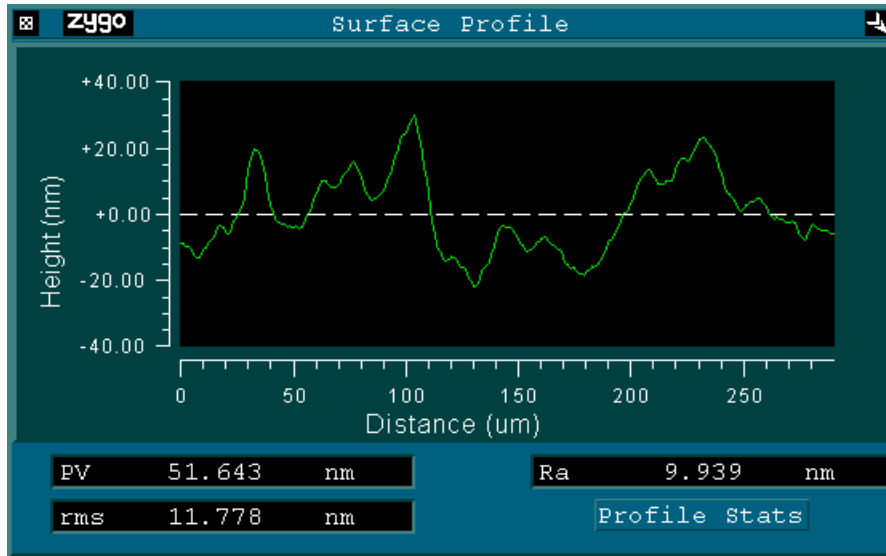 zygo Surface Profile
+40.00
+20.00
+0.00
-20.00
-40.00
Height (nm)
0 50 100 150 200 250
Distance (um)
PV 51.643 nm Ra 9.939 nm
rms 11.778 nm Profile Stats